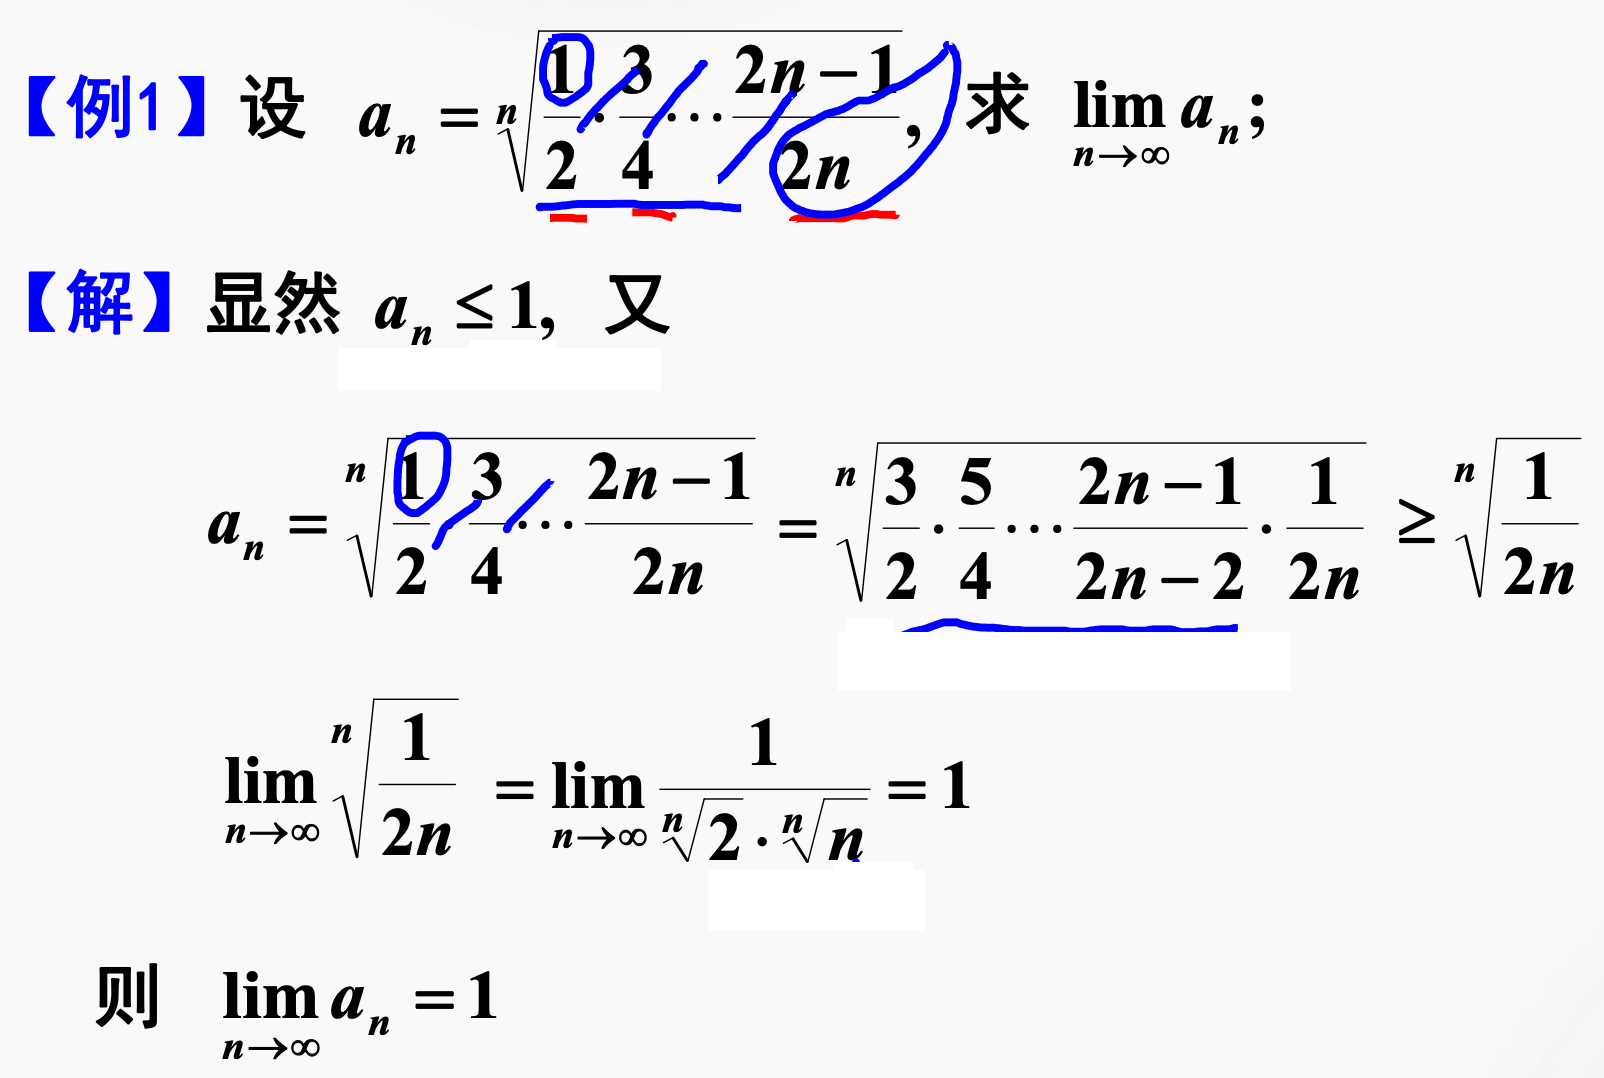 【例1】设 $a_n = \sqrt[n]{\frac{1}{2} \cdot \frac{3}{4} \cdots \frac{2n-1}{2n}}$, 求 $\lim_{n \to \infty} a_n$;
【解】显然 $a_n \leq 1$, 又
$a_n = \sqrt[n]{\frac{1}{2} \cdot \frac{3}{4} \cdots \frac{2n-1}{2n}} = \sqrt[n]{\frac{3}{2} \cdot \frac{5}{4} \cdots \frac{2n-1}{2n-2} \cdot \frac{1}{2n}} \geq \sqrt[n]{\frac{1}{2n}}$
$\lim_{n \to \infty} \sqrt[n]{\frac{1}{2n}} = \lim_{n \to \infty} \frac{1}{\sqrt[n]{2} \cdot \sqrt[n]{n}} = 1$
则 $\lim_{n \to \infty} a_n = 1$